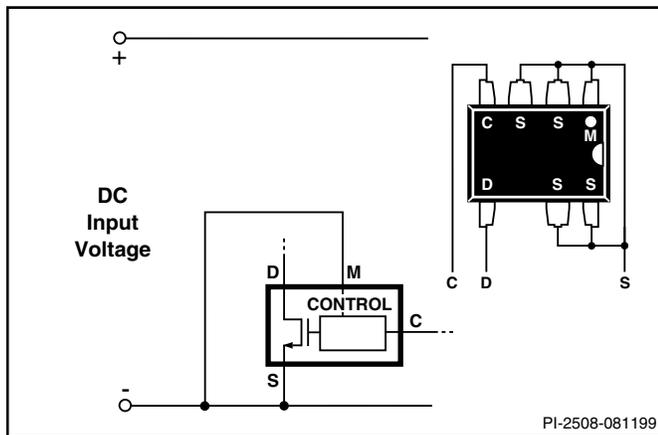 +
DC
Input
Voltage
-
D
M
CONTROL
C
S
C S S
M
D S S
C D S
PI-2508-081199